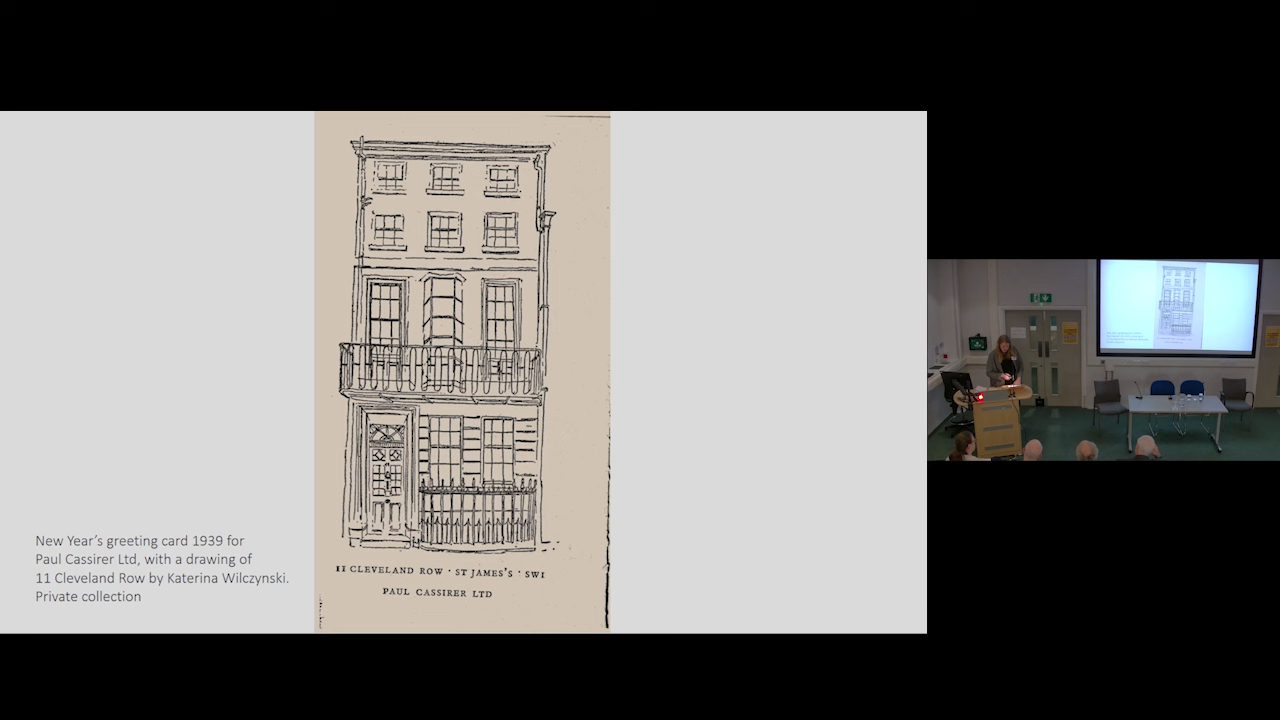 New Year’s greeting card 1939 for
Paul Cassirer Ltd, with a drawing of
11 Cleveland Row by Katerina Wilczynski.
Private collection
11 CLEVELAND ROW · ST JAMES’S · SW1
PAUL CASSIRER LTD